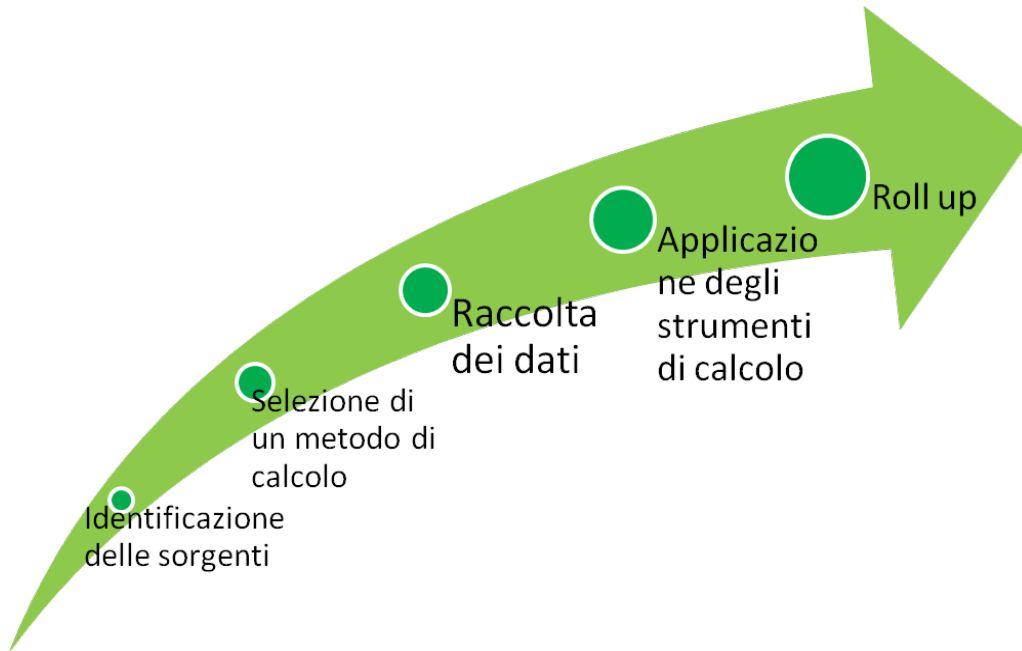 Identificazione
delle sorgenti
Selezione di
un metodo di
calcolo
Raccolta
dei dati
Applicazio
ne degli
strumenti
di calcolo
Roll up